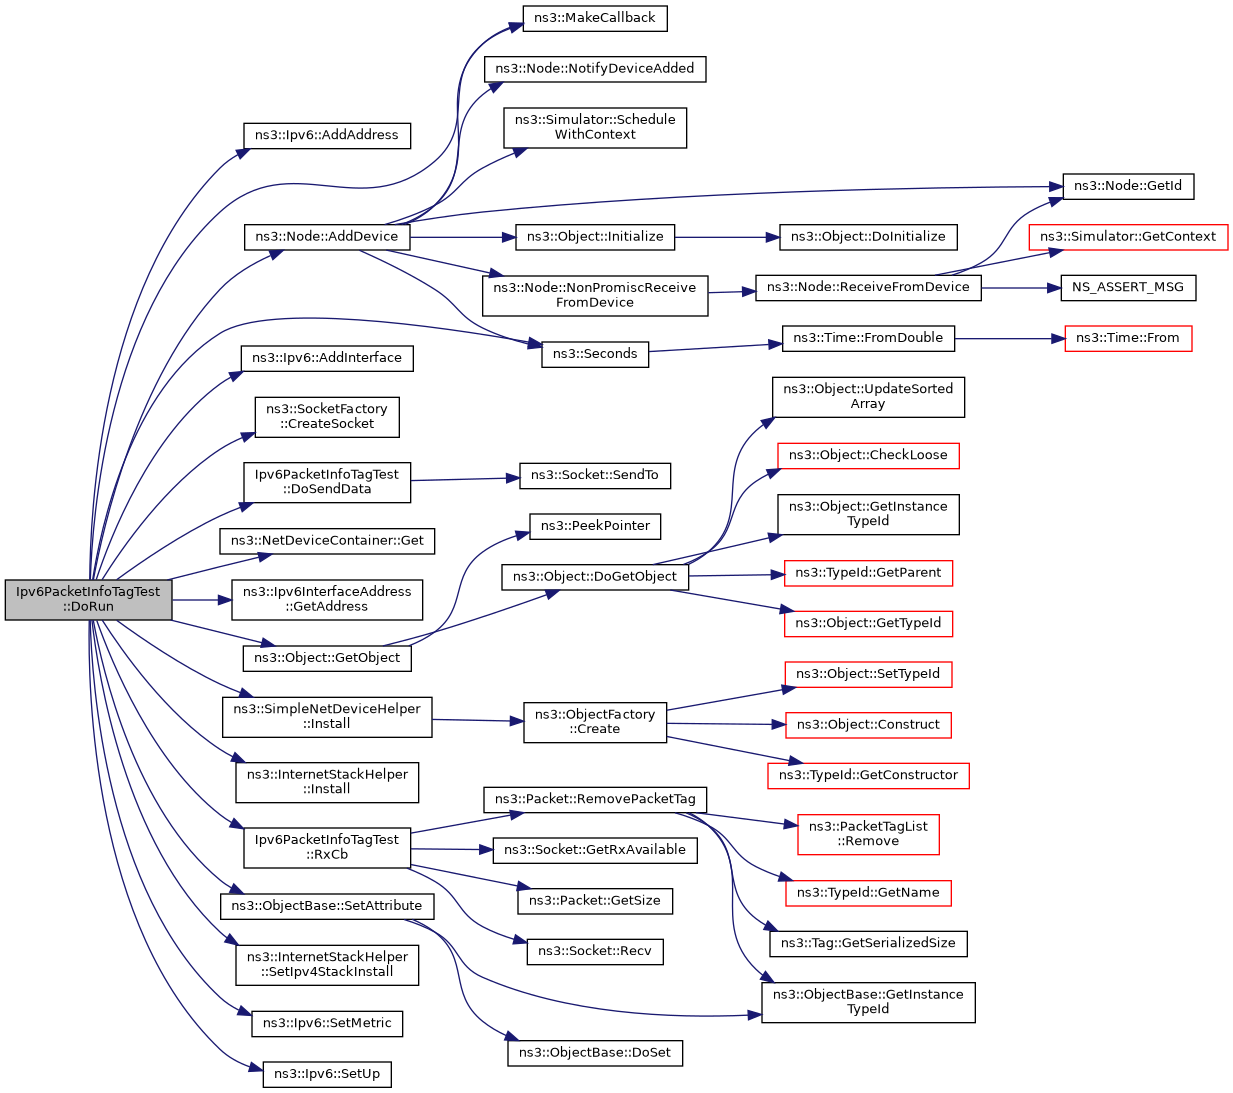 ns3::MakeCallback
ns3::Node::NotifyDeviceAdded
ns3::Simulator::Schedule
WithContext
ns3::Ipv6::AddAddress
ns3::Node::GetId
ns3::Node::AddDevice
ns3::Object::Initialize
ns3::Object::DoInitialize
ns3::Simulator::GetContext
ns3::Node::NonPromiscReceive
FromDevice
ns3::Node::ReceiveFromDevice
NS_ASSERT_MSG
ns3::Ipv6::AddInterface
ns3::Seconds
ns3::Time::FromDouble
ns3::Time::From
ns3::SocketFactory
::CreateSocket
ns3::Object::UpdateSorted
Array
ns3::Object::CheckLoose
Ipv6PacketInfoTagTest
::DoSendData
ns3::Socket::SendTo
ns3::Object::GetInstance
TypeId
ns3::NetDeviceContainer::Get
ns3::PeekPointer
Ipv6PacketInfoTagTest
::DoRun
ns3::Ipv6InterfaceAddress
::GetAddress
ns3::Object::DoGetObject
ns3::TypeId::GetParent
ns3::Object::GetTypeId
ns3::Object::GetObject
ns3::Object::SetTypeId
ns3::SimpleNetDeviceHelper
::Install
ns3::ObjectFactory
::Create
ns3::Object::Construct
ns3::InternetStackHelper
::Install
ns3::TypeId::GetConstructor
ns3::Packet::RemovePacketTag
Ipv6PacketInfoTagTest
::RxCb
ns3::Socket::GetRxAvailable
ns3::PacketTagList
::Remove
ns3::ObjectBase::SetAttribute
ns3::Packet::GetSize
ns3::TypeId::GetName
ns3::InternetStackHelper
::SetIpv4StackInstall
ns3::Socket::Recv
ns3::Tag::GetSerializedSize
ns3::ObjectBase::GetInstance
TypeId
ns3::Ipv6::SetMetric
ns3::ObjectBase::DoSet
ns3::Ipv6::SetUp